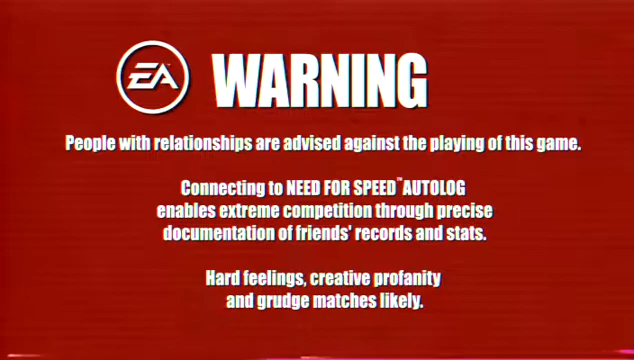 EA
WARNING
People with relationships are advised against the playing of this game.
Connecting to NEED FOR SPEED™ AUTOLOG
enables extreme competition through precise
documentation of friends' records and stats.
Hard feelings, creative profanity
and grudge matches likely.